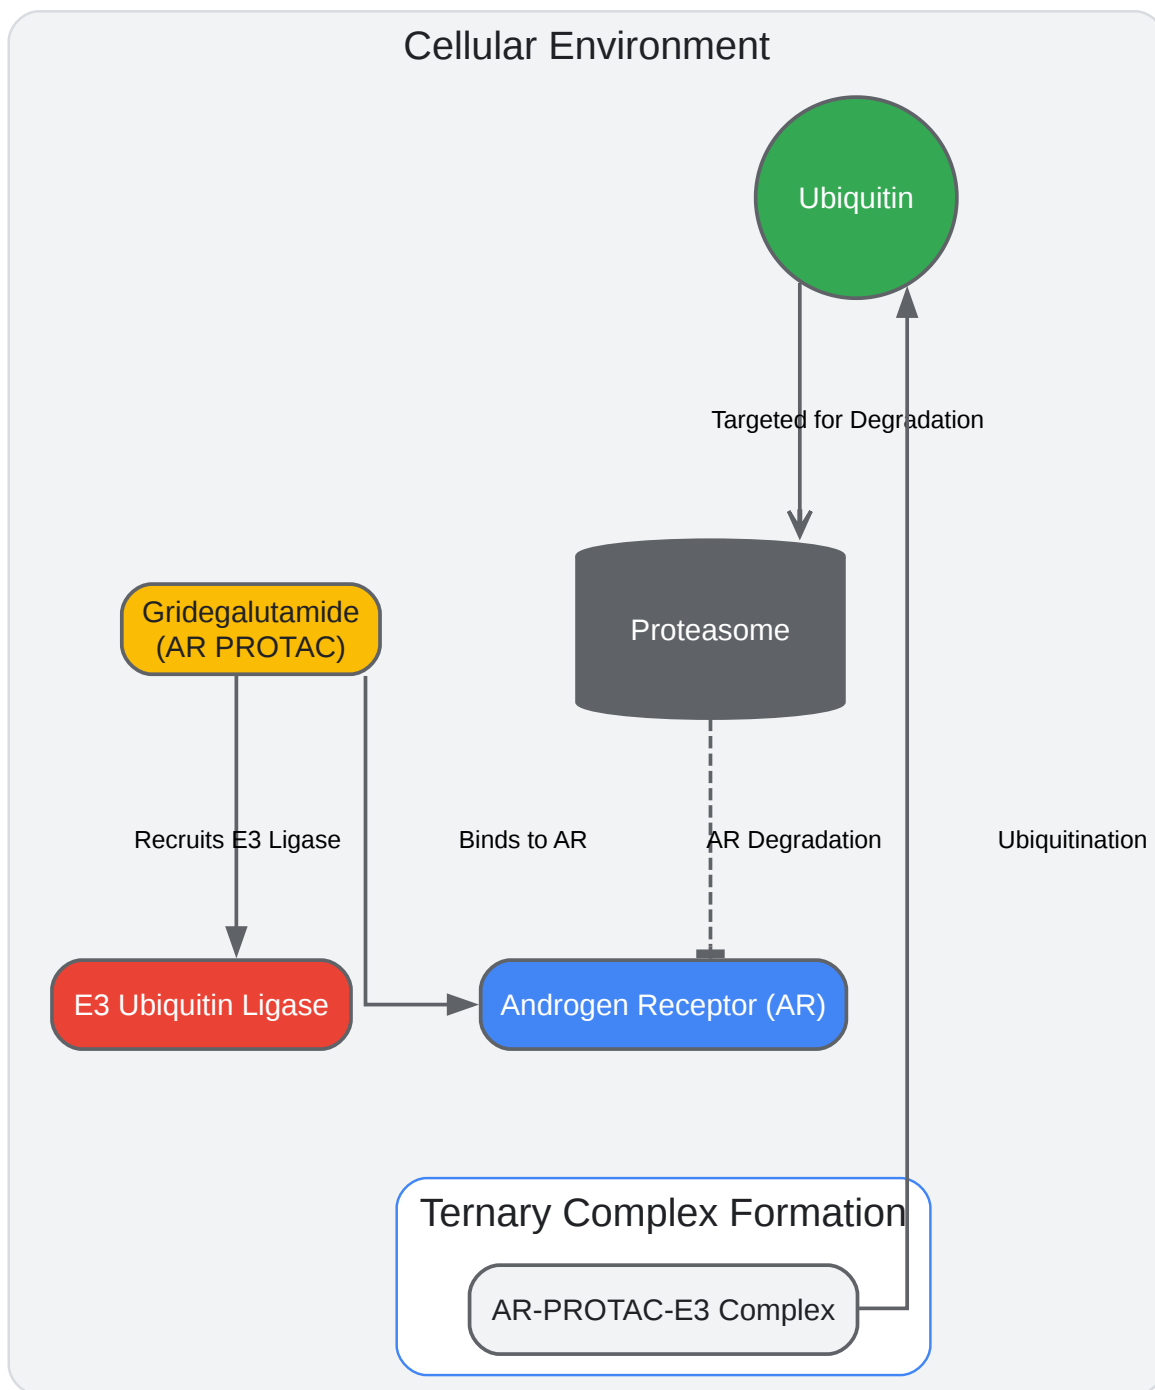 Cellular Environment
Ubiquitin
Targeted for Degradation
Gridegalutamide
(AR PROTAC)
Proteasome
Recruits E3 Ligase
Binds to AR
AR Degradation
Ubiquitination
E3 Ubiquitin Ligase
Androgen Receptor (AR)
Ternary Complex Formation
AR-PROTAC-E3 Complex